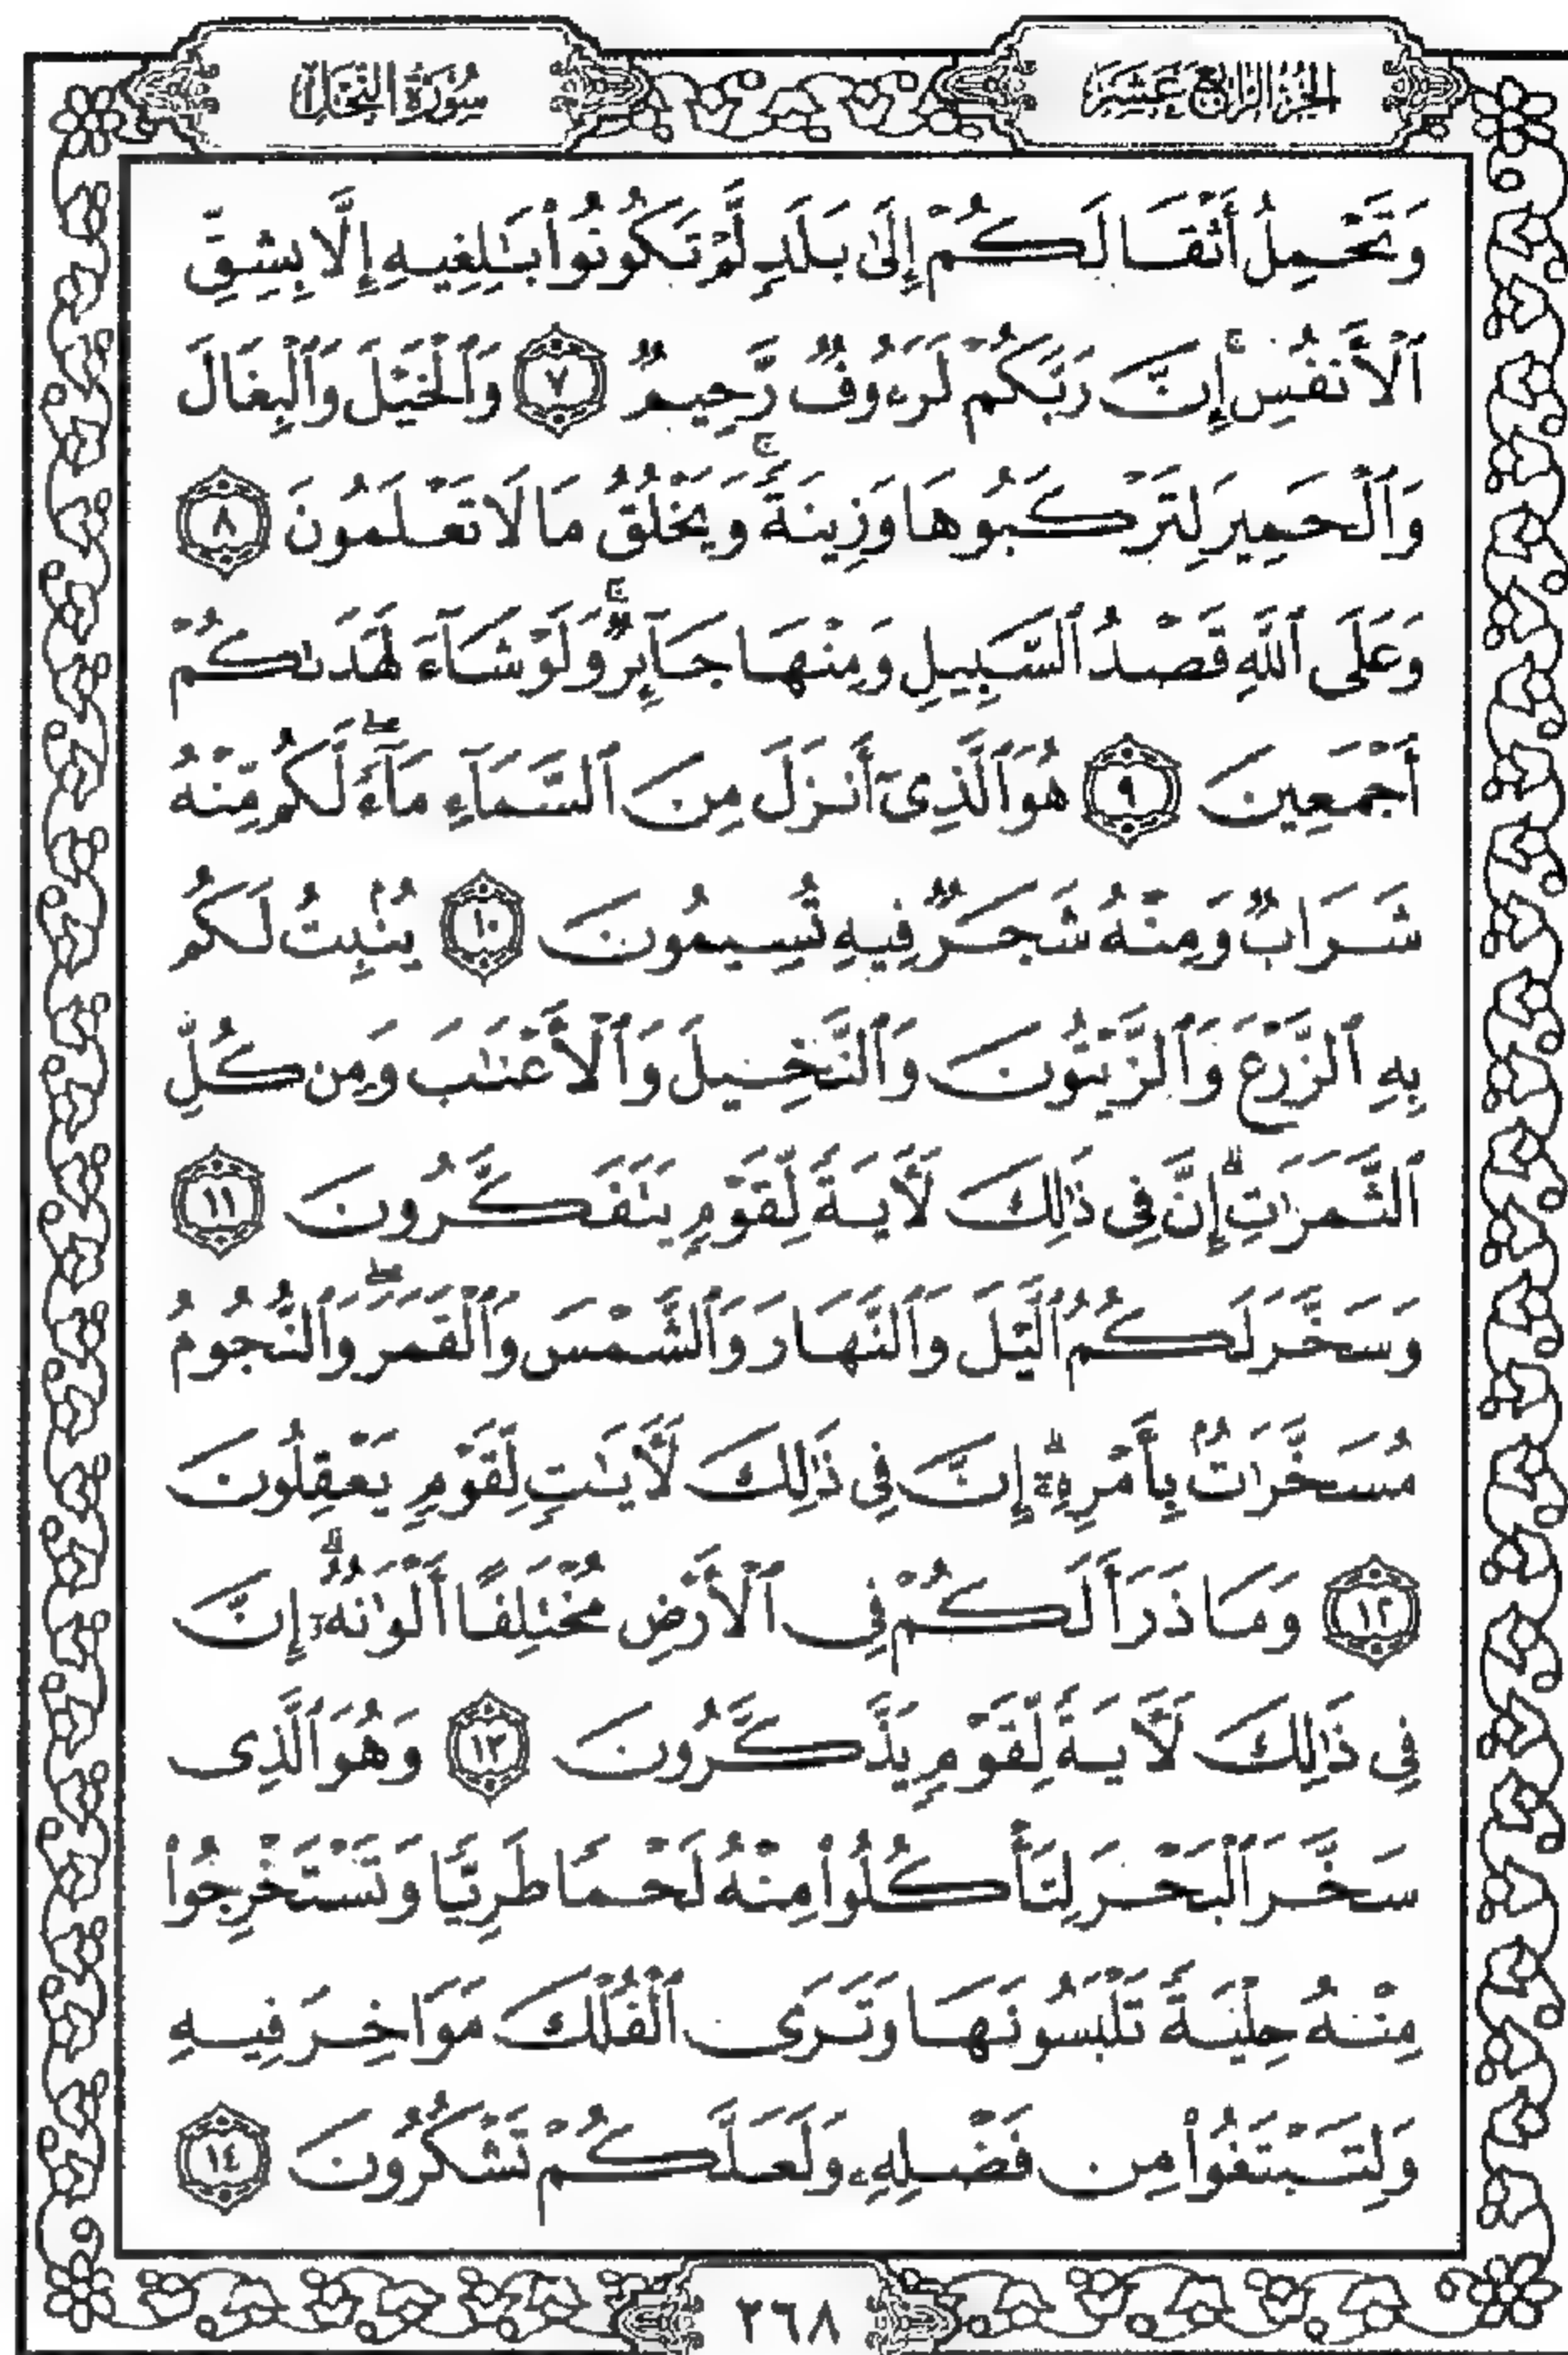 الجزء الرابع عشر
سورة النحل
وَتَحْمِلُ أَثْقَالَكُمْ إِلَىٰ بَلَدٍ لَّمْ تَكُونُوا۟ بَـٰلِغِيهِ إِلَّا بِشِقِّ
ٱلْأَنفُسِ ۚ إِنَّ رَبَّكُمْ لَرَءُوفٌ رَّحِيمٌ ٧ وَٱلْخَيْلَ وَٱلْبِغَالَ
وَٱلْحَمِيرَ لِتَرْكَبُوهَا وَزِينَةً ۚ وَيَخْلُقُ مَا لَا تَعْلَمُونَ ٨
وَعَلَى ٱللَّهِ قَصْدُ ٱلسَّبِيلِ وَمِنْهَا جَآئِرٌ ۚ وَلَوْ شَآءَ لَهَدَىٰكُمْ
أَجْمَعِينَ ٩ هُوَ ٱلَّذِىٓ أَنزَلَ مِنَ ٱلسَّمَآءِ مَآءً ۖ لَّكُم مِّنْهُ
شَرَابٌ وَمِنْهُ شَجَرٌ فِيهِ تُسِيمُونَ ١٠ يُنۢبِتُ لَكُم
بِهِ ٱلزَّرْعَ وَٱلزَّيْتُونَ وَٱلنَّخِيلَ وَٱلْأَعْنَـٰبَ وَمِن كُلِّ
ٱلثَّمَرَٰتِ ۗ إِنَّ فِى ذَٰلِكَ لَـَٔايَةً لِّقَوْمٍ يَتَفَكَّرُونَ ١١
وَسَخَّرَ لَكُمُ ٱلَّيْلَ وَٱلنَّهَارَ وَٱلشَّمْسَ وَٱلْقَمَرَ ۖ وَٱلنُّجُومُ
مُسَخَّرَٰتٌۢ بِأَمْرِهِۦٓ ۗ إِنَّ فِى ذَٰلِكَ لَـَٔايَـٰتٍ لِّقَوْمٍ يَعْقِلُونَ
١٢ وَمَا ذَرَأَ لَكُمْ فِى ٱلْأَرْضِ مُخْتَلِفًا أَلْوَٰنُهُۥٓ ۗ إِنَّ
فِى ذَٰلِكَ لَـَٔايَةً لِّقَوْمٍ يَذَّكَّرُونَ ١٣ وَهُوَ ٱلَّذِى
سَخَّرَ ٱلْبَحْرَ لِتَأْكُلُوا۟ مِنْهُ لَحْمًا طَرِيًّا وَتَسْتَخْرِجُوا۟
مِنْهُ حِلْيَةً تَلْبَسُونَهَا وَتَرَى ٱلْفُلْكَ مَوَاخِرَ فِيهِ
وَلِتَبْتَغُوا۟ مِن فَضْلِهِۦ وَلَعَلَّكُمْ تَشْكُرُونَ ١٤
٢٦٨